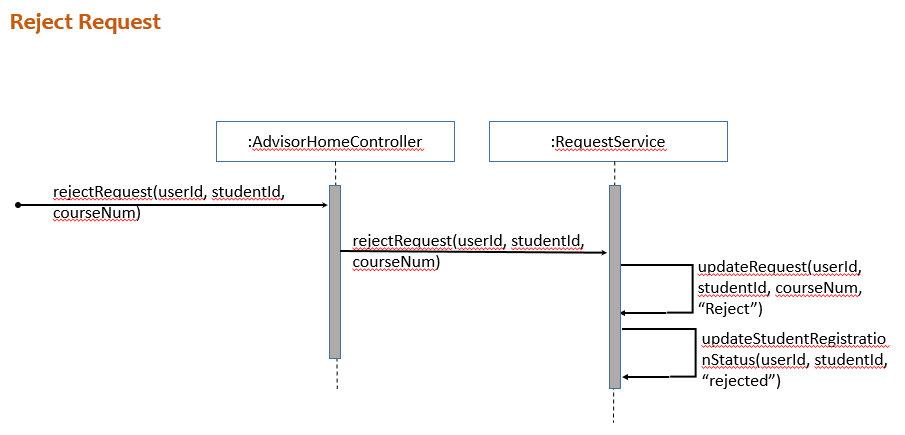 Reject Request
:AdvisorHomeController
:RequestService
rejectRequest(userId, studentId,
courseNum)
rejectRequest(userId, studentId,
courseNum)
updateRequest(userId,
studentId, courseNum,
“Reject”)
updateStudentRegistratio
nStatus(userId, studentId,
“rejected”)